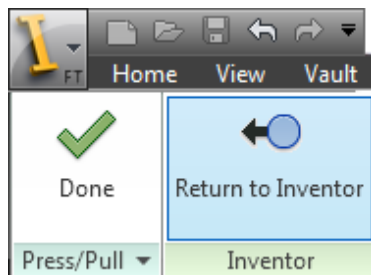 I
FT
Home View Vault
Done Return to Inventor
Press/Pull Inventor